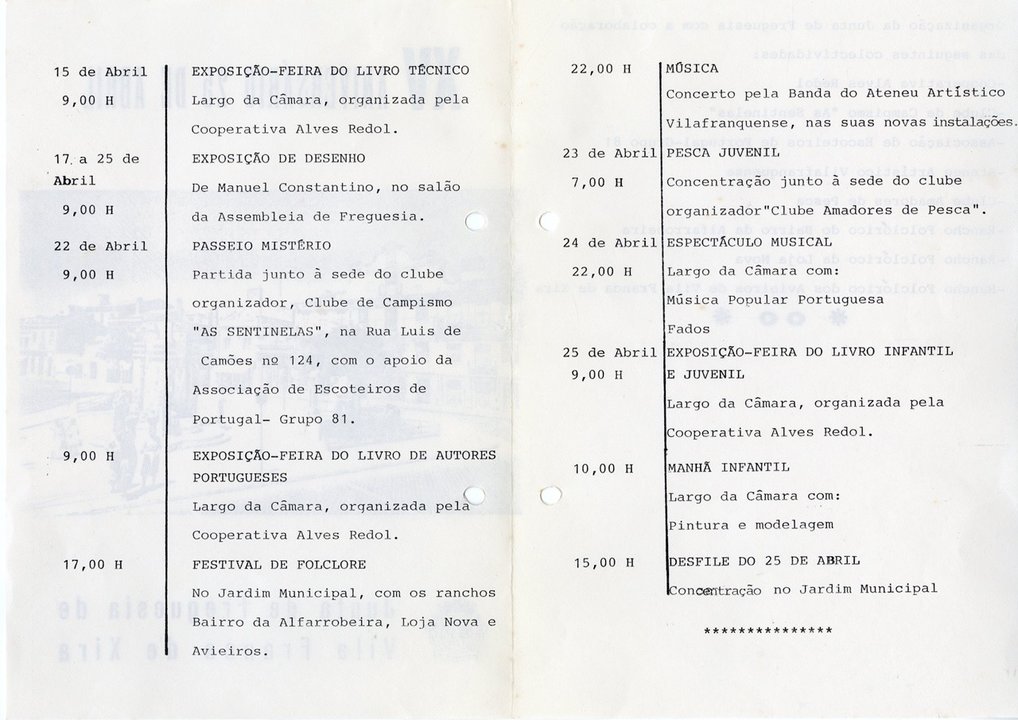 15 de Abril EXPOSIÇÃO-FEIRA DO LIVRO TÊCNICO
9,00 H Largo da Câmara, organizada pela
Cooperativa Alves Redol.
17. a 25 de EXPOSIÇÃO DE DESENHO
Abril
De Manuel Constantino, no salão
9,00 H
da Assembleia de Freguesia.
22 de Abril PASSEIO MISTÊRIO
9,00 H Partida junto à sede do clube
organizador, Clube de Campismo
"AS SENTINELAS", na Rua Luis de
Camões nº 124, com o apoio da
Associação de Escoteiros de
Portugal- Grupo 81.
9,00 H EXPOSIÇÃO-FEIRA DO LIVRO DE AUTORES
PORTUGUESES
Largo da Câmara, organizada pela
Cooperativa Alves Redol.
17,00 H FESTIVAL DE FOLCLORE
No Jardim Municipal, com os ranchos
Bairro da Alfarrobeira, Loja Nova e
Avieiros.
22,00 H MÛSICA
Concerto pela Banda do Ateneu Artístico
Vilafranquense, nas suas novas instalações.
23 de Abril PESCA JUVENIL
7,00 H Concentração junto à sede do clube
organizador"Clube Amadores de Pesca".
24 de Abril ESPECTÁCULO MUSICAL
22,00 H Largo da Câmara com:
Música Popular Portuguesa
Fados
25 de Abril EXPOSIÇÃO-FEIRA DO LIVRO INFANTIL
9,00 H E JUVENIL
Largo da Câmara, organizada pela
Cooperativa Alves Redol.
10,00 H MANHÃ INFANTIL
Largo da Câmara com:
Pintura e modelagem
15,00 H DESFILE DO 25 DE ABRIL
Concentração no Jardim Municipal
***************